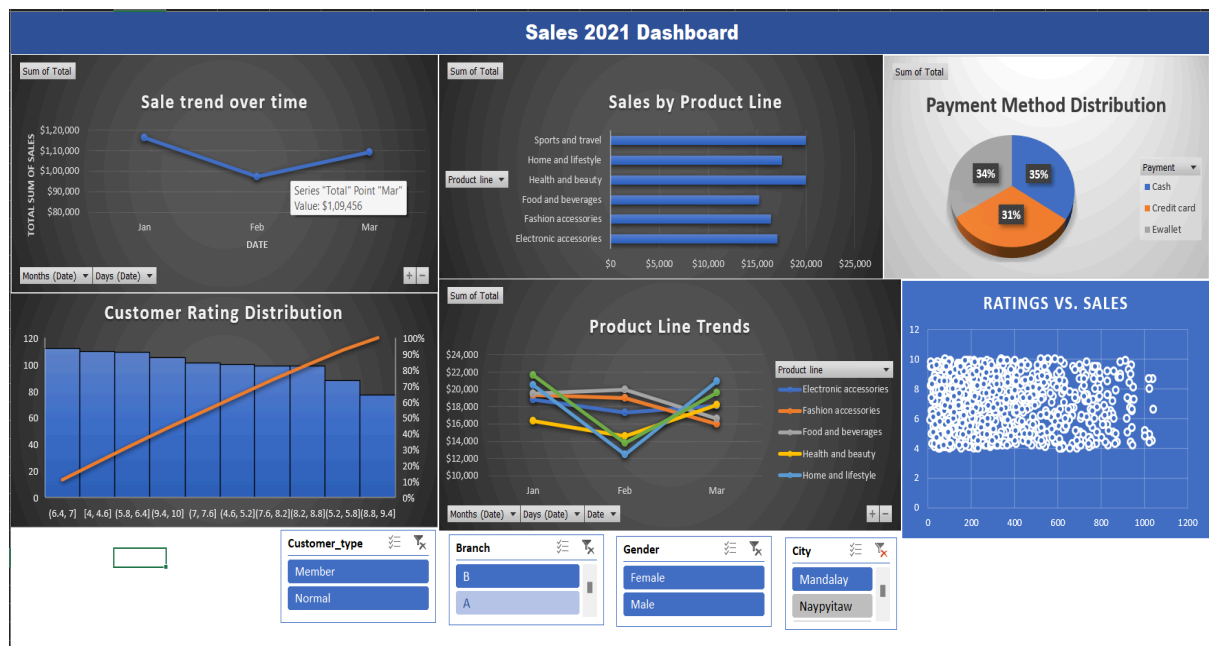 Sales 2021 Dashboard
Sum of Total
Sale trend over time
TOTAL SUM OF SALES
$1,20,000
$1,10,000
$1,00,000
$90,000
$80,000
Series "Total" Point "Mar"
Value: $1,09,456
Jan Feb Mar
DATE
Months (Date) Days (Date) + -
Sum of Total
Sales by Product Line
Product line
Sports and travel
Home and lifestyle
Health and beauty
Food and beverages
Fashion accessories
Electronic accessories
$0 $5,000 $10,000 $15,000 $20,000 $25,000
Sum of Total
Payment Method Distribution
34% 35%
31%
Payment
Cash
Credit card
Ewallet
Customer Rating Distribution
120
100
80
60
40
20
0
100%
90%
80%
70%
60%
50%
40%
30%
20%
10%
0%
(6.4, 7] [4, 4.6] (5.8, 6.4] (9.4, 10] (7, 7.6] (4.6, 5.2] (7.6, 8.2] (8.2, 8.8] (5.2, 5.8] (8.8, 9.4]
Sum of Total
Product Line Trends
$24,000
$22,000
$20,000
$18,000
$16,000
$14,000
$12,000
$10,000
Jan Feb Mar
Product line
Electronic accessories
Fashion accessories
Food and beverages
Health and beauty
Home and lifestyle
Months (Date) Days (Date) Date + -
RATINGS VS. SALES
12
10
8
6
4
2
0
0 200 400 600 800 1000 1200
Customer_type
Member
Normal
Branch
B
A
Gender
Female
Male
City
Mandalay
Naypyitaw